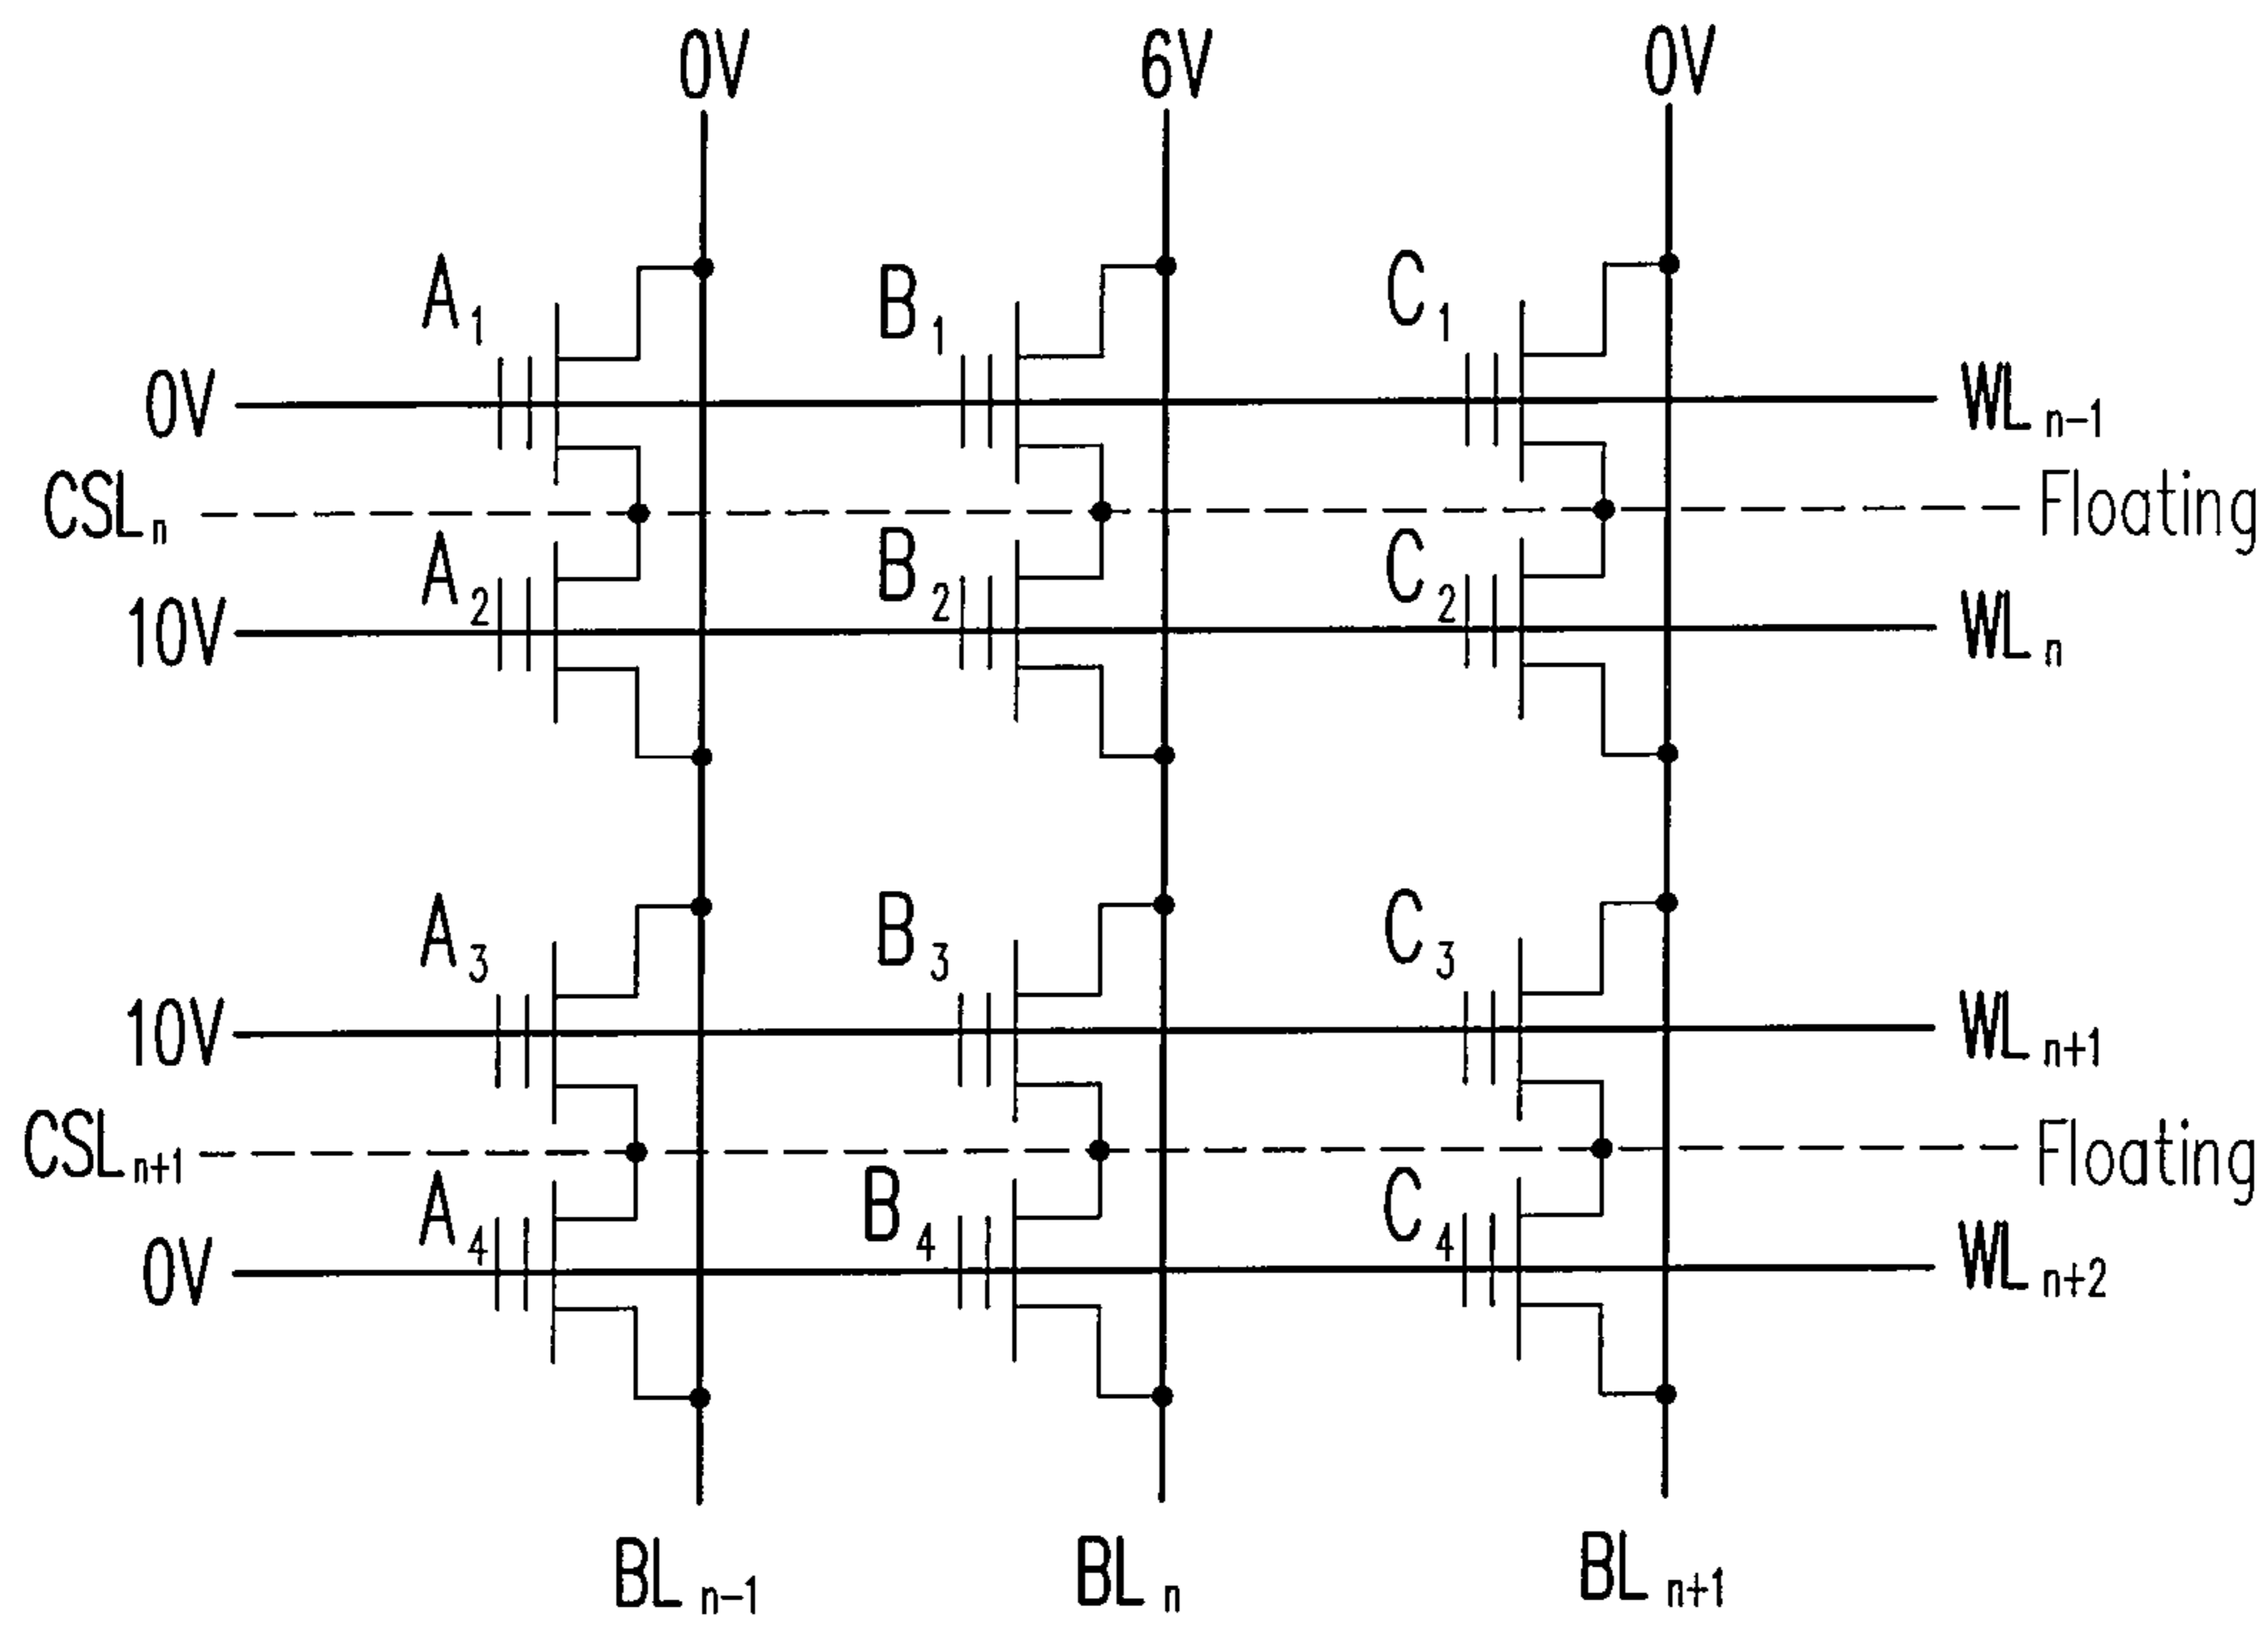 0V 6V 0V
A1 B1 C1
0V WLn-1
CSLn Floating
A2 B2 C2
10V WLn
A3 B3 C3
10V WLn+1
CSLn+1 Floating
A4 B4 C4
0V WLn+2
BLn-1 BLn BLn+1